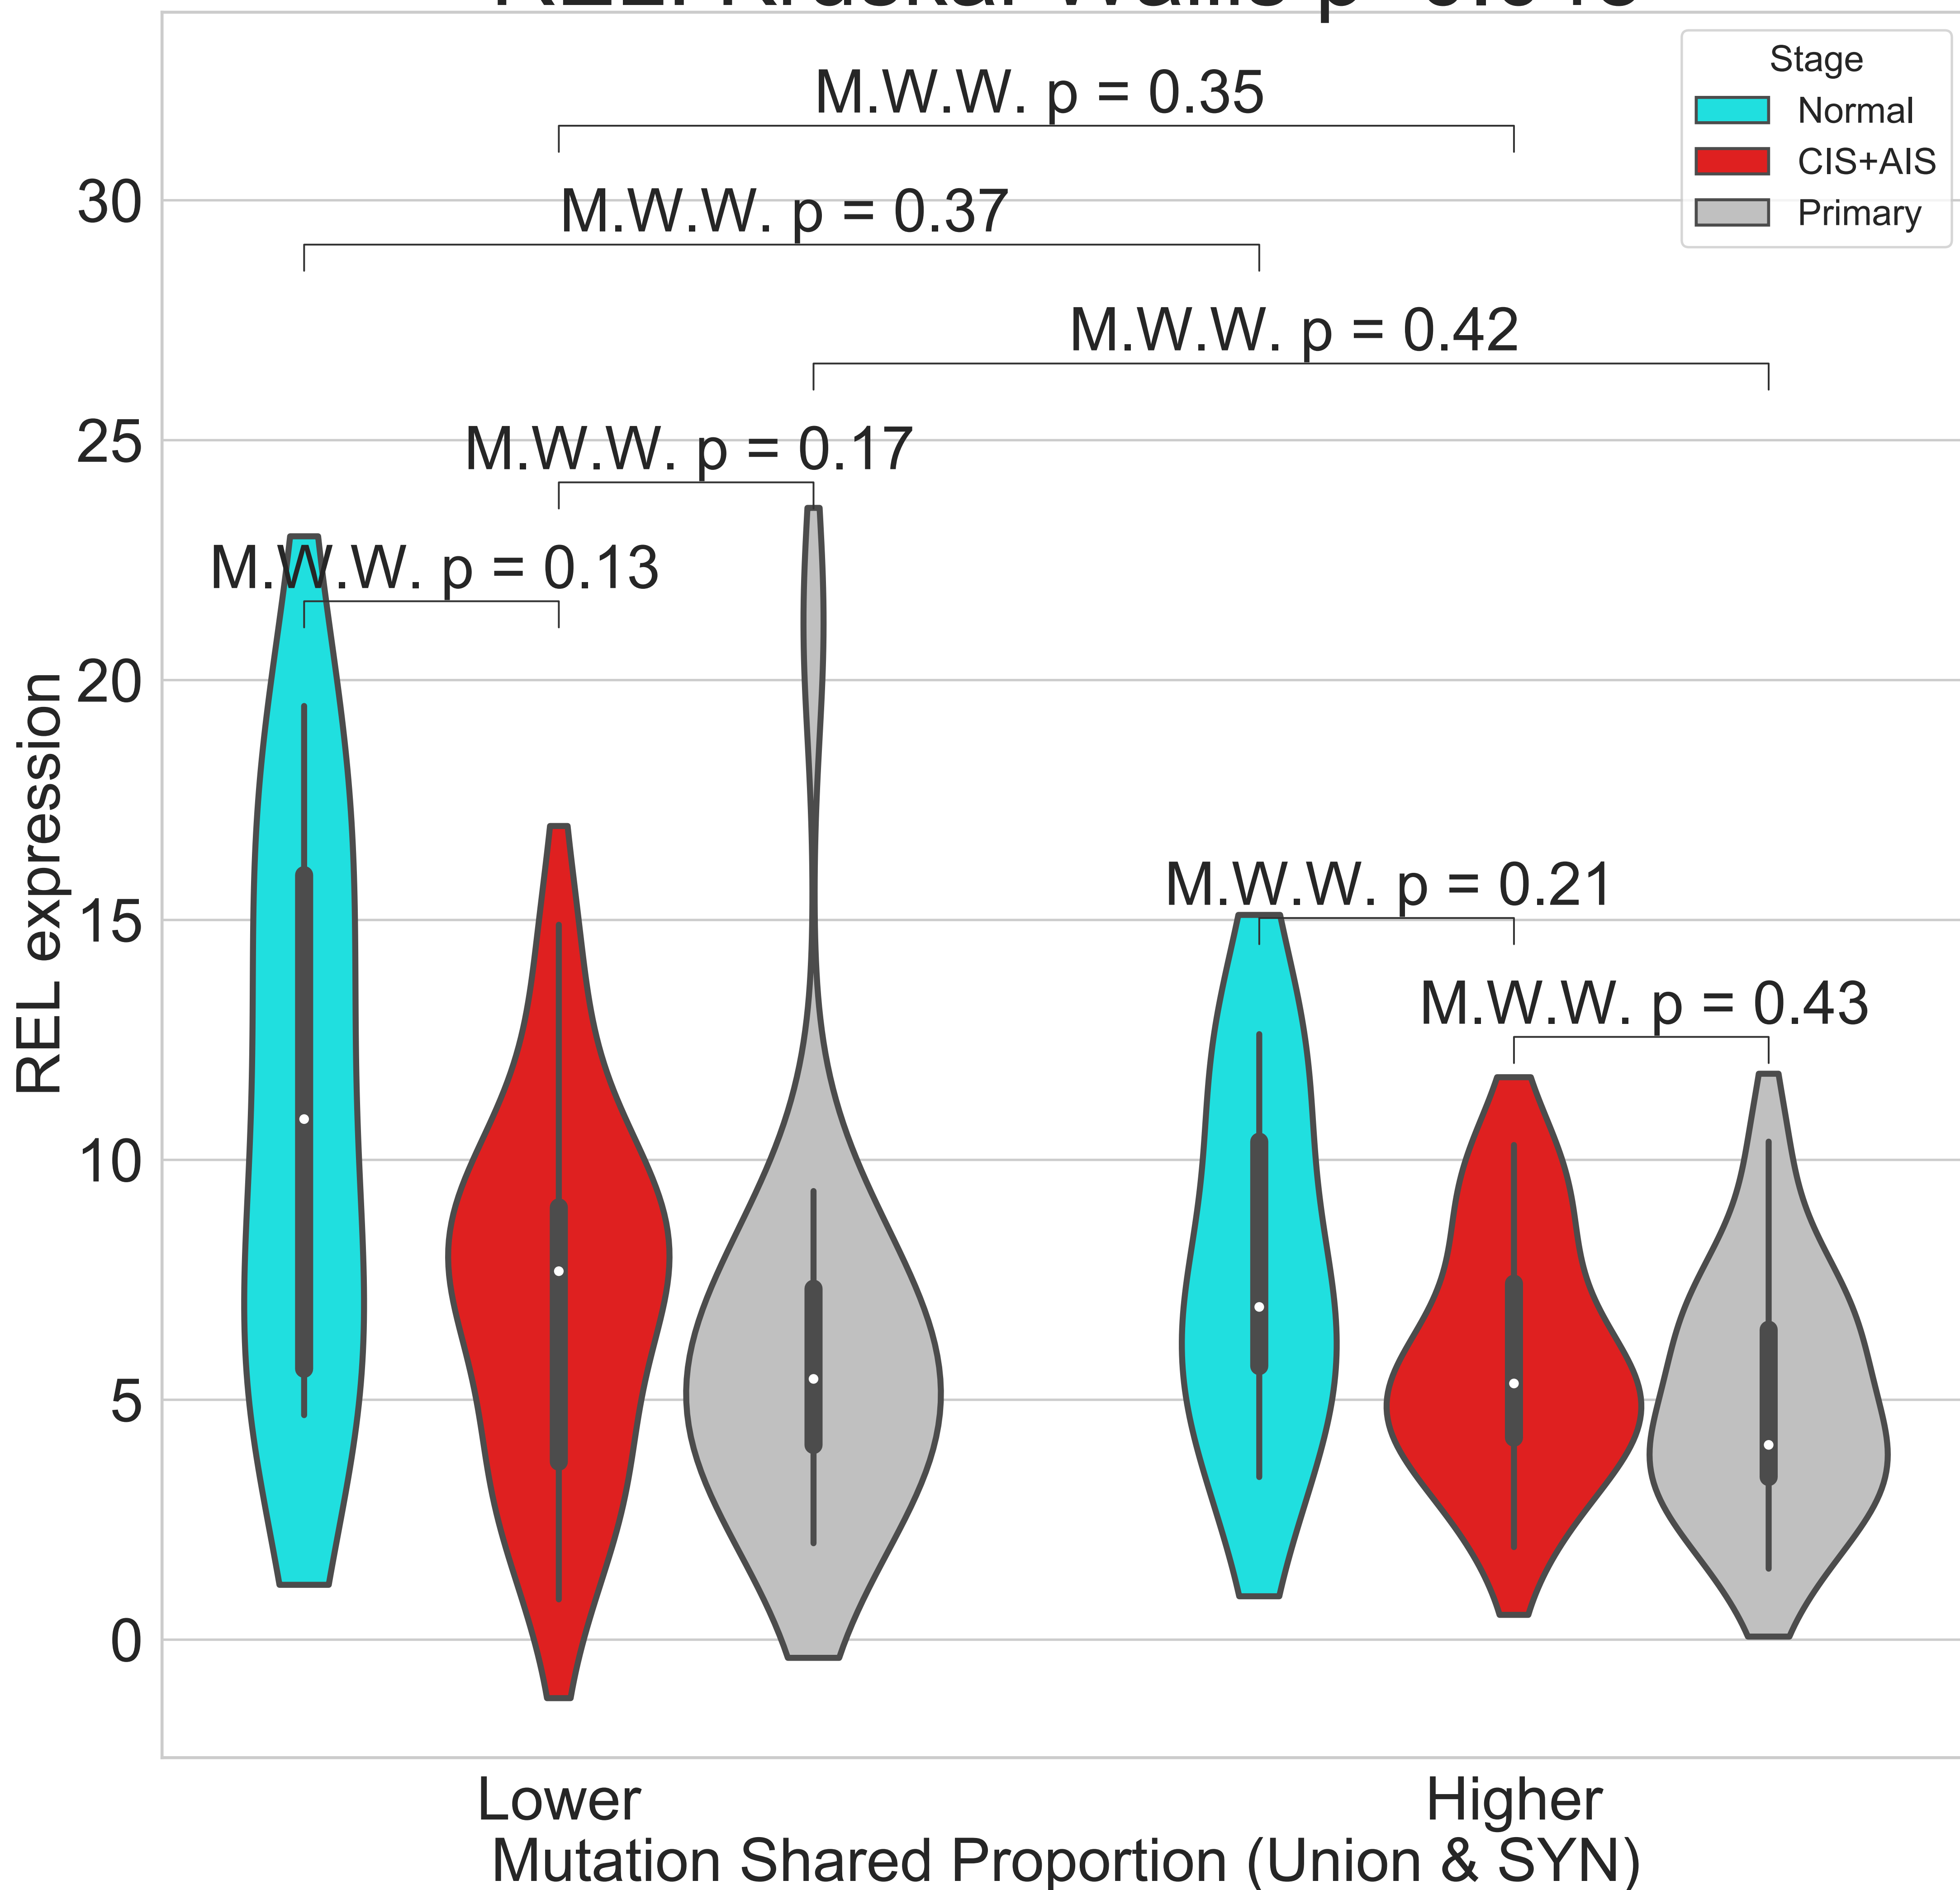 Stage
Normal
CIS+AIS
Primary
M.W.W. p = 0.35
M.W.W. p = 0.37
M.W.W. p = 0.42
M.W.W. p = 0.17
M.W.W. p = 0.13
M.W.W. p = 0.21
M.W.W. p = 0.43
30
25
20
15
10
5
0
REL expression
Lower
Higher
Mutation Shared Proportion (Union & SYN)